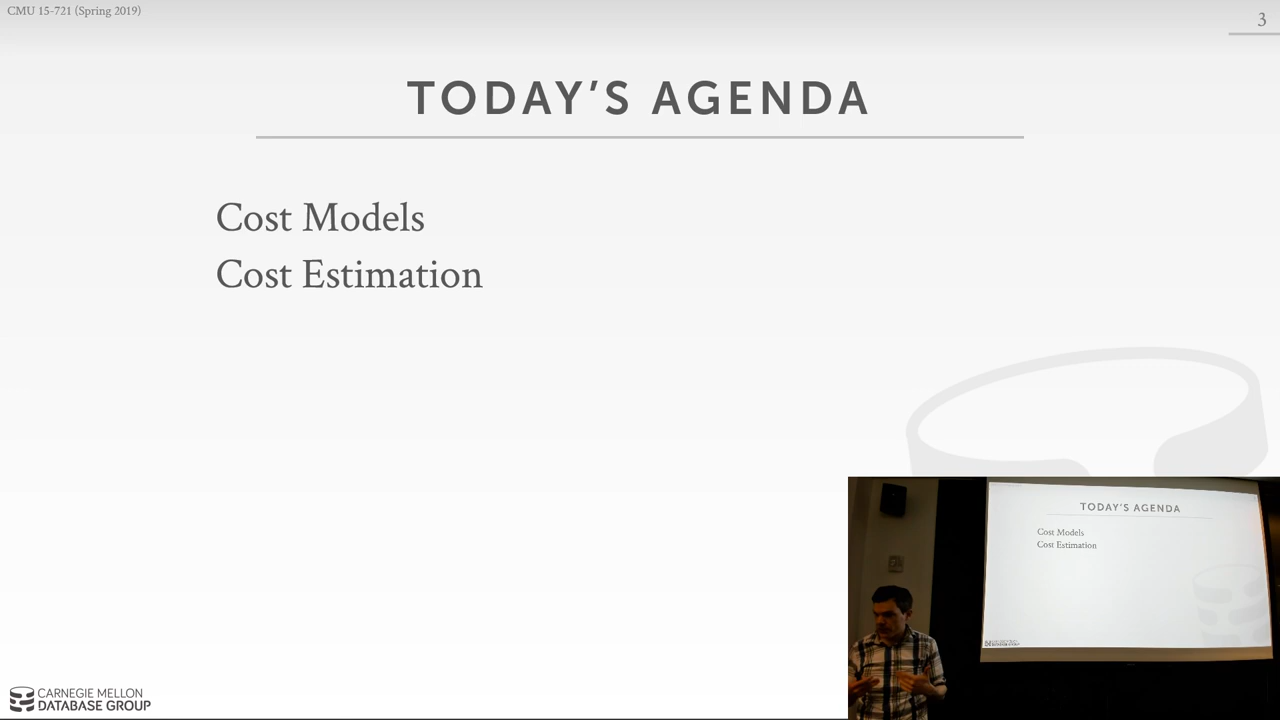 CMU 15-721 (Spring 2019)
3
TODAY'S AGENDA
Cost Models
Cost Estimation
TODAY'S AGENDA
Cost Models
Cost Estimation
CARNEGIE MELLON
DATABASE GROUP